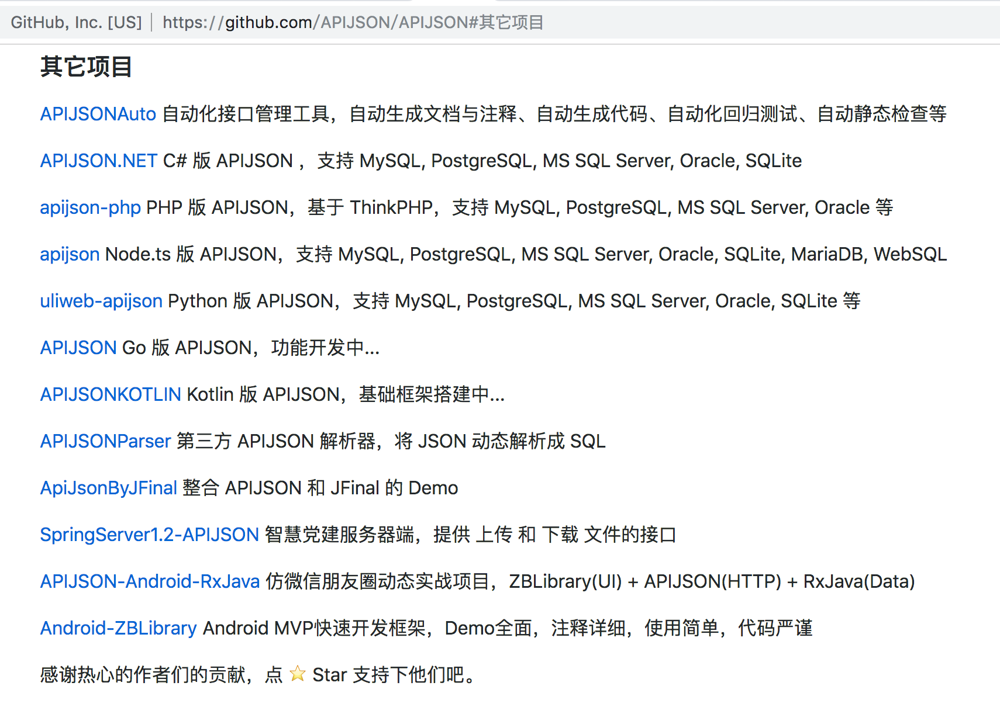 GitHub, Inc. [US] | https://github.com/APIJSON/APIJSON#其它项目
其它项目
APIJSONAuto 自动化接口管理工具，自动生成文档与注释、自动生成代码、自动化回归测试、自动静态检查等
APIJSON.NET C# 版 APIJSON ，支持 MySQL, PostgreSQL, MS SQL Server, Oracle, SQLite
apijson-php PHP 版 APIJSON，基于 ThinkPHP，支持 MySQL, PostgreSQL, MS SQL Server, Oracle 等
apijson Node.ts 版 APIJSON，支持 MySQL, PostgreSQL, MS SQL Server, Oracle, SQLite, MariaDB, WebSQL
uliweb-apijson Python 版 APIJSON，支持 MySQL, PostgreSQL, MS SQL Server, Oracle, SQLite 等
APIJSON Go 版 APIJSON，功能开发中...
APIJSONKOTLIN Kotlin 版 APIJSON，基础框架搭建中...
APIJSONParser 第三方 APIJSON 解析器，将 JSON 动态解析成 SQL
ApiJsonByJFinal 整合 APIJSON 和 JFinal 的 Demo
SpringServer1.2-APIJSON 智慧党建服务器端，提供 上传 和 下载 文件的接口
APIJSON-Android-RxJava 仿微信朋友圈动态实战项目，ZBLibrary(UI) + APIJSON(HTTP) + RxJava(Data)
Android-ZBLibrary Android MVP快速开发框架，Demo全面，注释详细，使用简单，代码严谨
感谢热心的作者们的贡献，点 ⭐ Star 支持下他们吧。